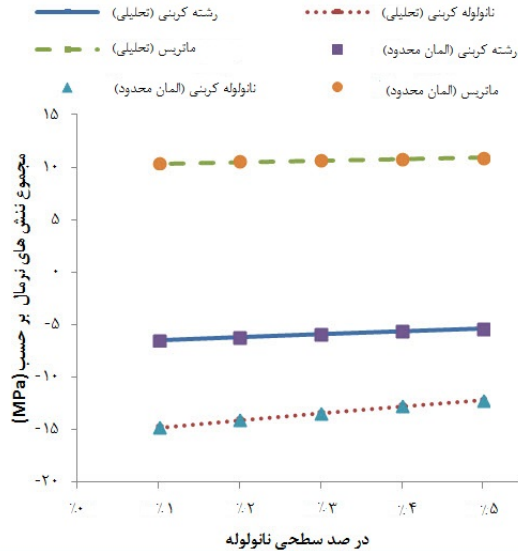 رشته کربنی (تحلیلی) نانولوله کربنی (تحلیلی)
ماتریس (تحلیلی) رشته کربنی (المان محدود)
نانولوله کربنی (المان محدود) ماتریس (المان محدود)
مجموع تنش های نرمال بر حسب (MPa)
۱۵
۱۰
۵
۰
-۵
-۱۰
-۱۵
-۲۰
٪۰ ٪۱ ٪۲ ٪۳ ٪۴ ٪۵
در صد سطحی نانولوله